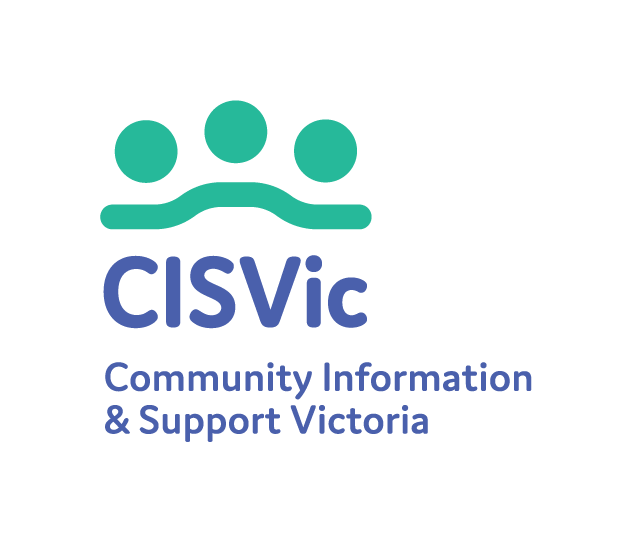 CISVic
Community Information
& Support Victoria